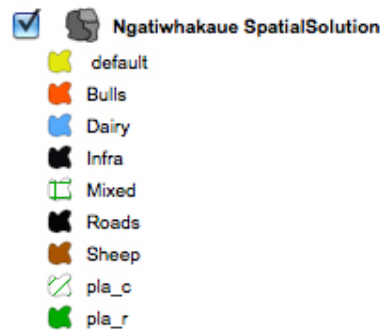 Ngatiwhakaue SpatialSolution
default
Bulls
Dairy
Infra
Mixed
Roads
Sheep
pla_c
pla_r